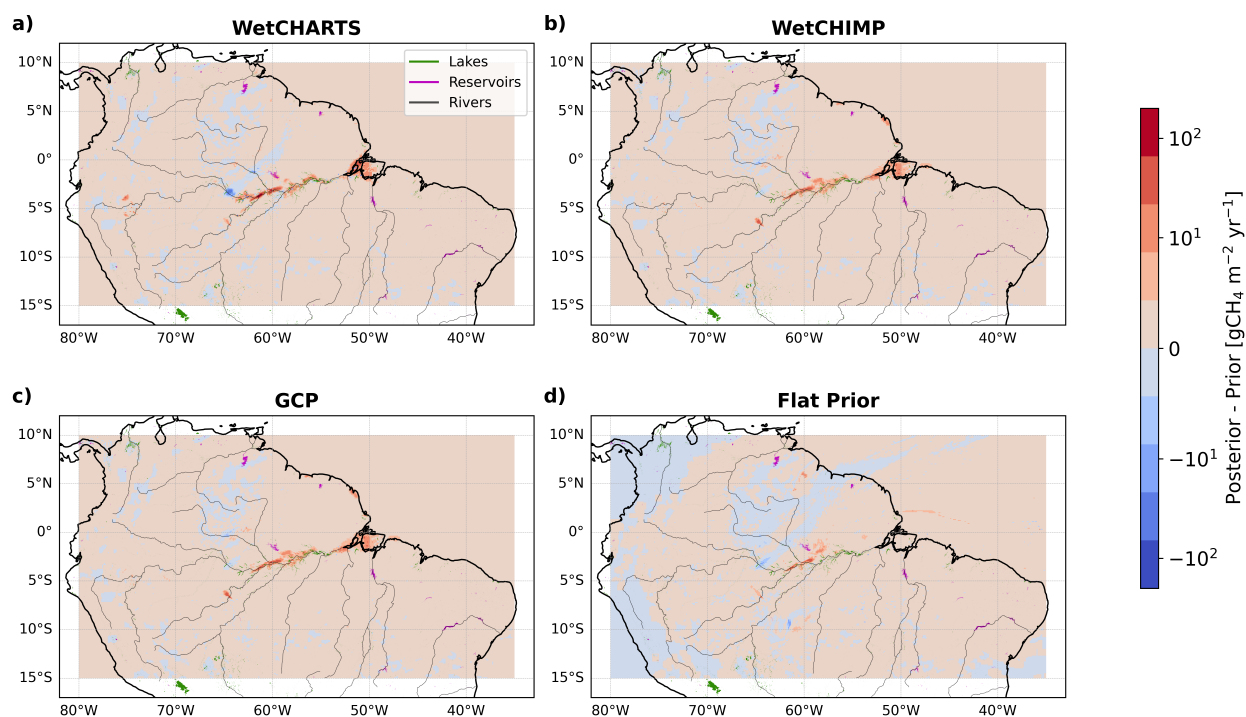 a)
WetCHARTS
Lakes
Reservoirs
Rivers
10°N
5°N
0°
5°S
10°S
15°S
80°W
70°W
60°W
50°W
40°W
b)
WetCHIMP
10°N
5°N
0°
5°S
10°S
15°S
80°W
70°W
60°W
50°W
40°W
c)
GCP
10°N
5°N
0°
5°S
10°S
15°S
80°W
70°W
60°W
50°W
40°W
d)
Flat Prior
10°N
5°N
0°
5°S
10°S
15°S
80°W
70°W
60°W
50°W
40°W
10²
10¹
0
−10¹
−10²
Posterior - Prior [gCH₄ m⁻² yr⁻¹]